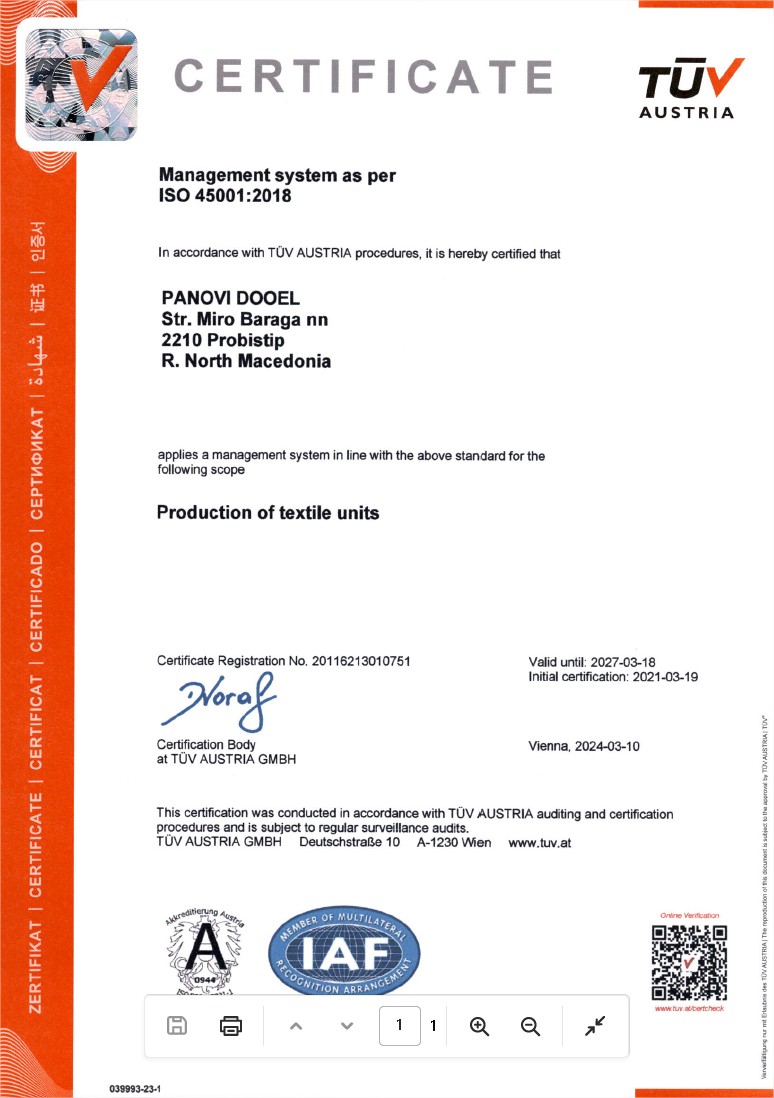 CERTIFICATE
TÜV
AUSTRIA
Management system as per
ISO 45001:2018
In accordance with TÜV AUSTRIA procedures, it is hereby certified that
PANOVI DOOEL
Str. Miro Baraga nn
2210 Probistip
R. North Macedonia
applies a management system in line with the above standard for the
following scope
Production of textile units
Certificate Registration No. 20116213010751
Valid until: 2027-03-18
Initial certification: 2021-03-19
Certification Body
at TÜV AUSTRIA GMBH
Vienna, 2024-03-10
This certification was conducted in accordance with TÜV AUSTRIA auditing and certification
procedures and is subject to regular surveillance audits.
TÜV AUSTRIA GMBH Deutschstraße 10 A-1230 Wien www.tuv.at
Akkreditierung Austria
A
0944
MEMBER OF MULTILATERAL
IAF
RECOGNITION ARRANGEMENT
Online Verification
www.tuv.at/certcheck
1 1
039993-23-1
ZERTIFIKAT | CERTIFICATE | CERTIFICAT | CERTIFICADO | СЕРТИФИКАТ | شهادة | 证书 | 인증서
Vervielfältigung nur mit Erlaubnis des TÜV AUSTRIA | The reproduction of this document is subject to the approval by TÜV AUSTRIA | TÜV®